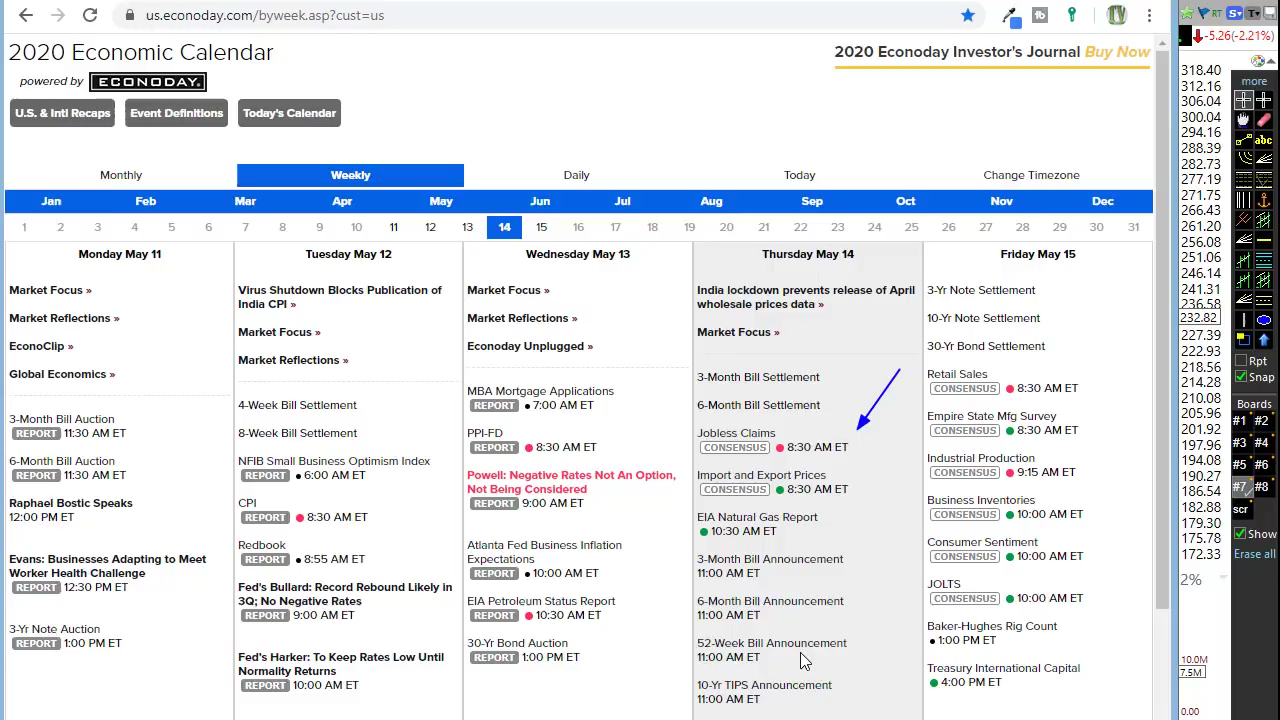 us.econoday.com/byweek.asp?cust=us
2020 Economic Calendar
powered by ECONODAY.
2020 Econoday Investor's Journal Buy Now
U.S. & Intl Recaps Event Definitions Today's Calendar
Monthly Weekly Daily Today Change Timezone
Jan Feb Mar Apr May Jun Jul Aug Sep Oct Nov Dec
1 2 3 4 5 6 7 8 9 10 11 12 13 14 15 16 17 18 19 20 21 22 23 24 25 26 27 28 29 30 31
Monday May 11
Market Focus »
Market Reflections »
EconoClip »
Global Economics »
3-Month Bill Auction
REPORT 11:30 AM ET
6-Month Bill Auction
REPORT 11:30 AM ET
Raphael Bostic Speaks
12:00 PM ET
Evans: Businesses Adapting to Meet
Worker Health Challenge
REPORT 12:30 PM ET
3-Yr Note Auction
REPORT 1:00 PM ET
Tuesday May 12
Virus Shutdown Blocks Publication of
India CPI »
Market Focus »
Market Reflections »
4-Week Bill Settlement
8-Week Bill Settlement
NFIB Small Business Optimism Index
REPORT 6:00 AM ET
CPI
REPORT 8:30 AM ET
Redbook
REPORT 8:55 AM ET
Fed's Bullard: Record Rebound Likely in
3Q; No Negative Rates
REPORT 9:00 AM ET
Fed's Harker: To Keep Rates Low Until
Normality Returns
REPORT 10:00 AM ET
Wednesday May 13
Market Focus »
Market Reflections »
Econoday Unplugged »
MBA Mortgage Applications
REPORT 7:00 AM ET
PPI-FD
REPORT 8:30 AM ET
Powell: Negative Rates Not An Option,
Not Being Considered
REPORT 9:00 AM ET
Atlanta Fed Business Inflation
Expectations
REPORT 10:00 AM ET
EIA Petroleum Status Report
REPORT 10:30 AM ET
30-Yr Bond Auction
REPORT 1:00 PM ET
Thursday May 14
India lockdown prevents release of April
wholesale prices data »
Market Focus »
3-Month Bill Settlement
6-Month Bill Settlement
Jobless Claims
CONSENSUS 8:30 AM ET
Import and Export Prices
CONSENSUS 8:30 AM ET
EIA Natural Gas Report
10:30 AM ET
3-Month Bill Announcement
11:00 AM ET
6-Month Bill Announcement
11:00 AM ET
52-Week Bill Announcement
11:00 AM ET
10-Yr TIPS Announcement
11:00 AM ET
Friday May 15
3-Yr Note Settlement
10-Yr Note Settlement
30-Yr Bond Settlement
Retail Sales
CONSENSUS 8:30 AM ET
Empire State Mfg Survey
CONSENSUS 8:30 AM ET
Industrial Production
CONSENSUS 9:15 AM ET
Business Inventories
CONSENSUS 10:00 AM ET
Consumer Sentiment
CONSENSUS 10:00 AM ET
JOLTS
CONSENSUS 10:00 AM ET
Baker-Hughes Rig Count
1:00 PM ET
Treasury International Capital
4:00 PM ET
RT S T
-5.26(-2.21%)
318.40
312.16
306.04
300.04
294.16
288.39
282.73
277.19
271.75
266.43
261.20
256.08
251.06
246.14
241.31
236.58
232.82
227.39
222.93
218.56
214.28
210.08
205.96
201.92
197.96
194.08
190.27
186.54
182.88
179.30
175.78
172.33
2%
10.0M
7.5M
0.00
more
abc
Rpt
Snap
Boards
#1 #2
#3 #4
#5 #6
#7 #8
scr
Show
Erase all